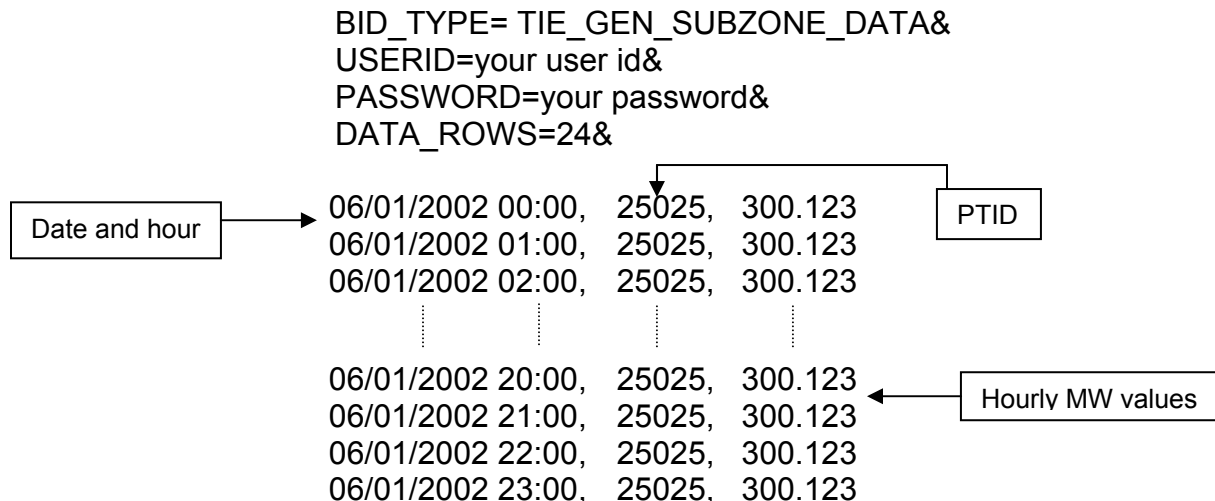 BID_TYPE= TIE_GEN_SUBZONE_DATA&
USERID=your user id&
PASSWORD=your password&
DATA_ROWS=24&
Date and hour
PTID
06/01/2002 00:00, 25025, 300.123
06/01/2002 01:00, 25025, 300.123
06/01/2002 02:00, 25025, 300.123
06/01/2002 20:00, 25025, 300.123
Hourly MW values
06/01/2002 21:00, 25025, 300.123
06/01/2002 22:00, 25025, 300.123
06/01/2002 23:00, 25025, 300.123